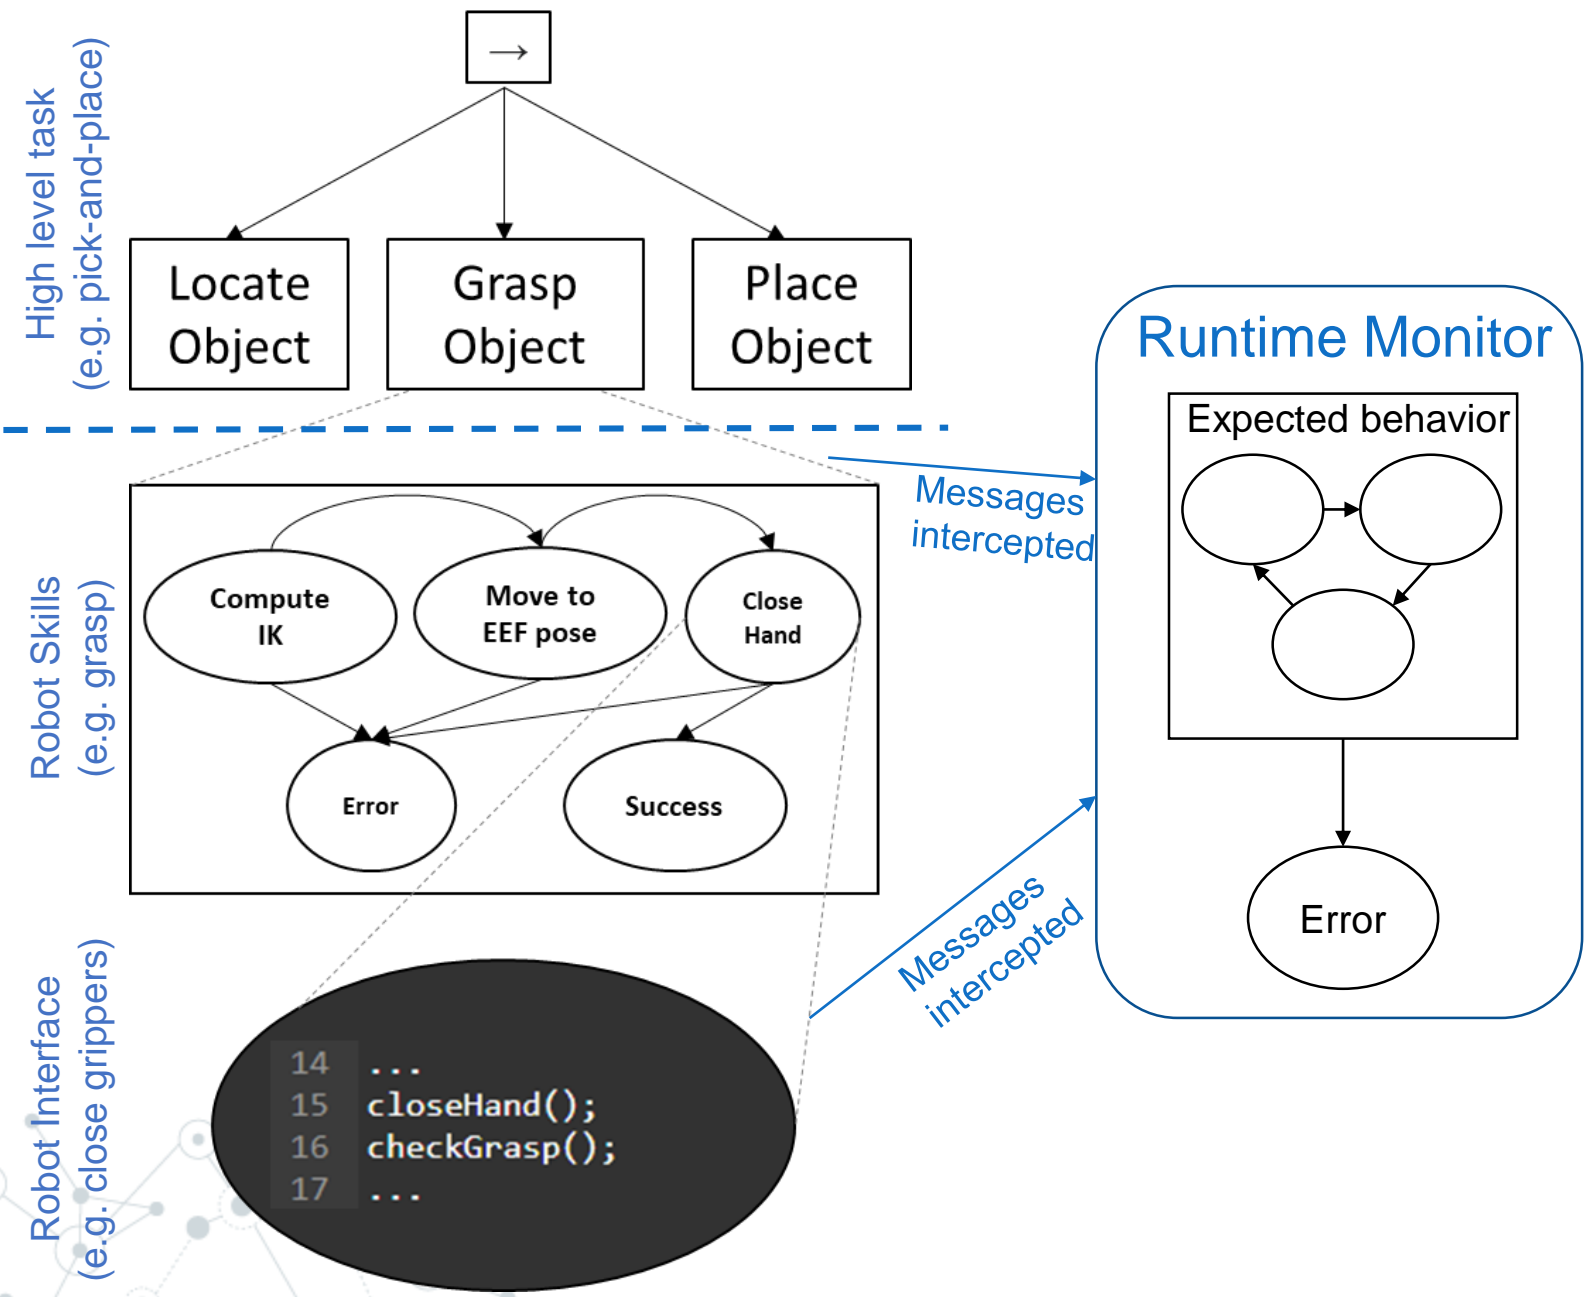 High level task
(e.g. pick-and-place)
→
Locate
Object
Grasp
Object
Place
Object
Robot Skills
(e.g. grasp)
Compute
IK
Move to
EEF pose
Close
Hand
Error
Success
Messages
intercepted
Robot Interface
(e.g. close grippers)
14 ...
15 closeHand();
16 checkGrasp();
17 ...
Messages
intercepted
Runtime Monitor
Expected behavior
Error